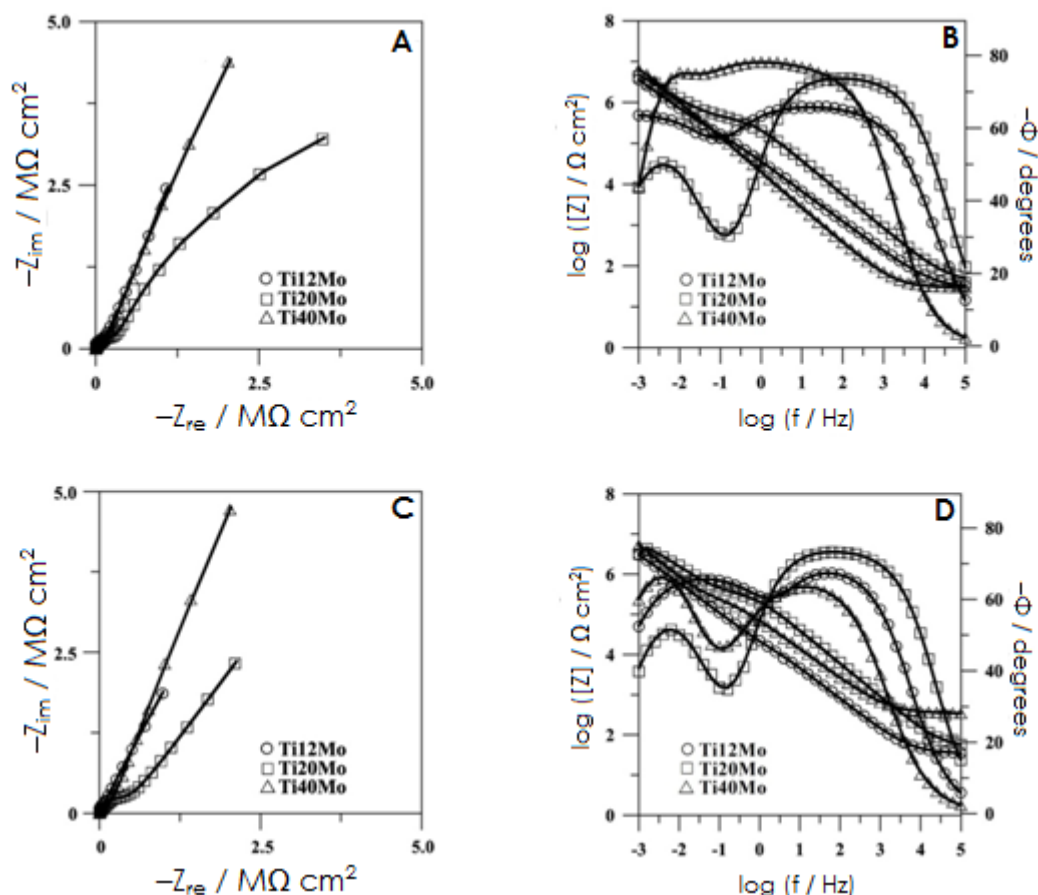 A
5.0
2.5
0
0
2.5
5.0
−Z_im / MΩ cm²
−Z_re / MΩ cm²
Ti12Mo
Ti20Mo
Ti40Mo
B
8
6
4
2
0
80
60
40
20
0
-3 -2 -1 0 1 2 3 4 5
log ([Z] / Ω cm²)
−Φ / degrees
log (f / Hz)
Ti12Mo
Ti20Mo
Ti40Mo
C
5.0
2.5
0
0
2.5
5.0
−Z_im / MΩ cm²
−Z_re / MΩ cm²
Ti12Mo
Ti20Mo
Ti40Mo
D
8
6
4
2
0
80
60
40
20
0
-3 -2 -1 0 1 2 3 4 5
log ([Z] / Ω cm²)
−Φ / degrees
log (f / Hz)
Ti12Mo
Ti20Mo
Ti40Mo